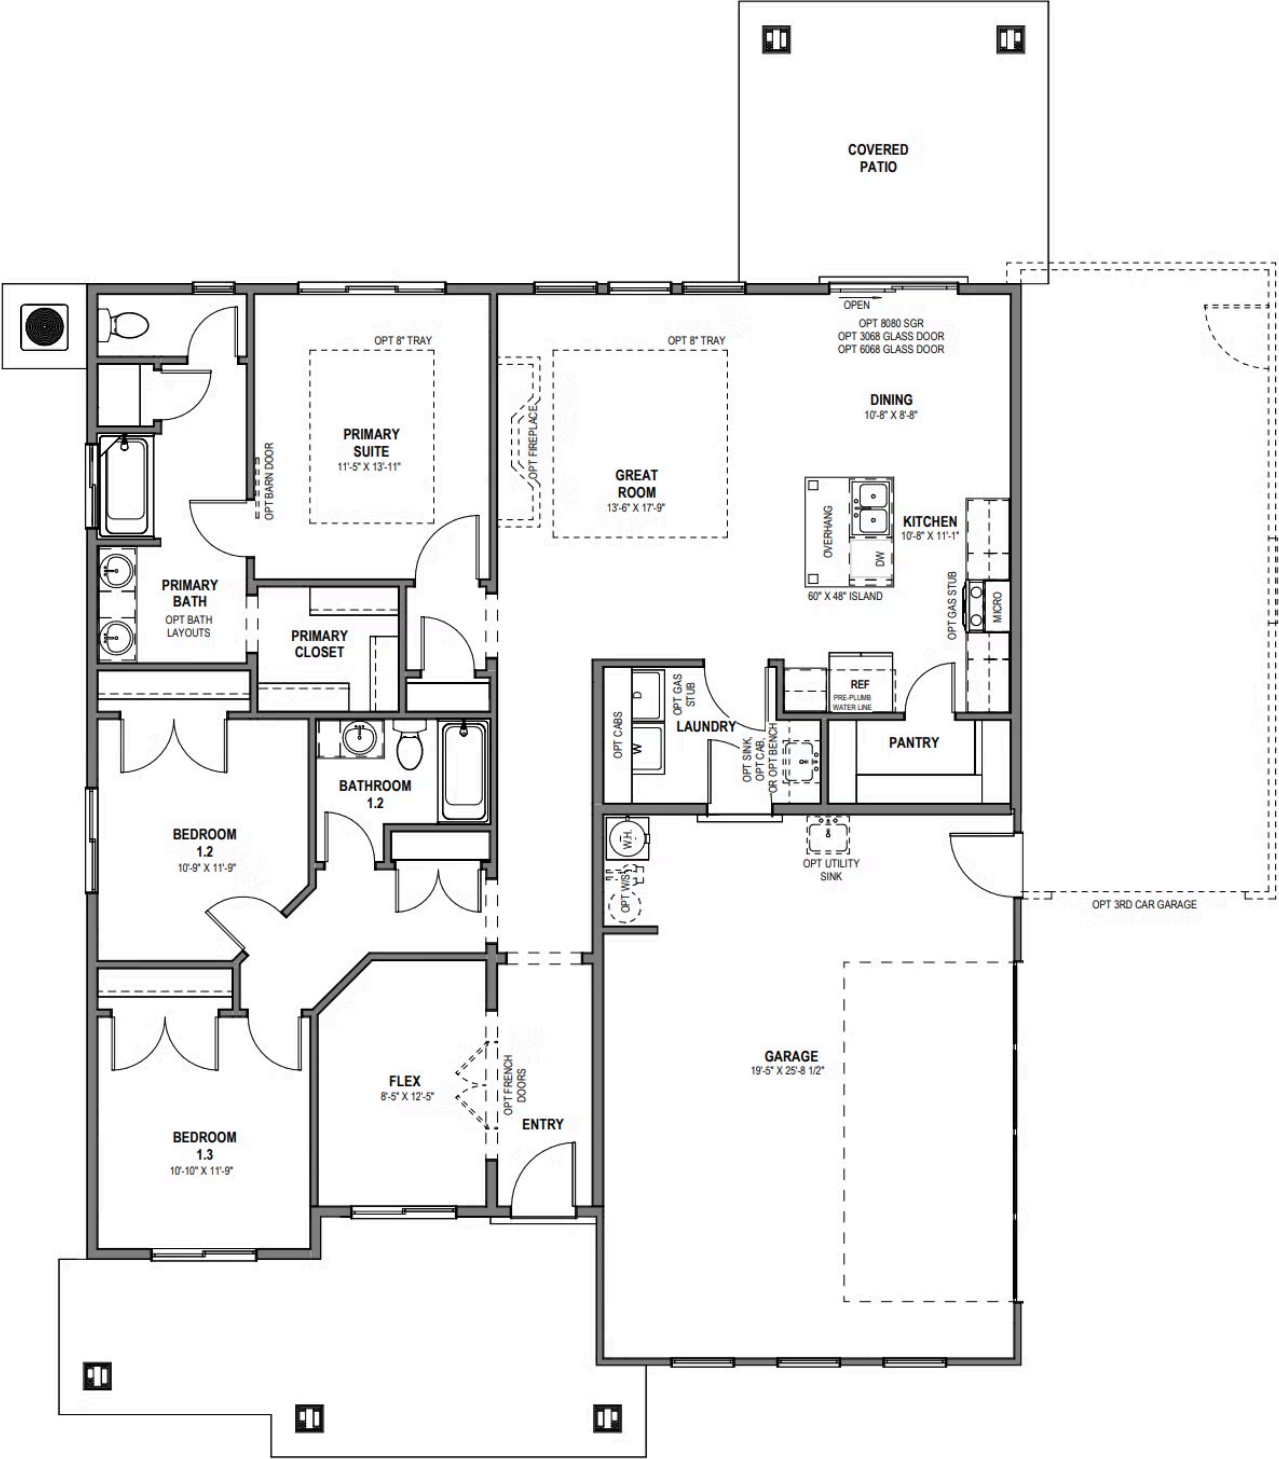 COVERED
PATIO
OPEN
OPT 8080 SGR
OPT 3068 GLASS DOOR
OPT 6068 GLASS DOOR
OPT 8" TRAY
OPT 8" TRAY
DINING
10'-8" X 8'-8"
PRIMARY
SUITE
11'-5" X 13'-11"
OPT BARN DOOR
OPT FIREPLACE
GREAT
ROOM
13'-6" X 17'-9"
OVERHANG
DW
KITCHEN
10'-8" X 11'-1"
60" X 48" ISLAND
OPT GAS STUB
MICRO
PRIMARY
BATH
OPT BATH
LAYOUTS
PRIMARY
CLOSET
REF
PRE-PLUMB
WATER LINE
OPT CABS
D
W
OPT GAS
STUB
LAUNDRY
OPT SINK,
OPT CAB,
OR OPT BENCH
PANTRY
BATHROOM
1.2
BEDROOM
1.2
10'-9" X 11'-9"
W.H.
OPT W/S
OPT UTILITY
SINK
OPT 3RD CAR GARAGE
GARAGE
19'-5" X 25'-8 1/2"
FLEX
8'-5" X 12'-5"
OPT FRENCH
DOORS
ENTRY
BEDROOM
1.3
10'-10" X 11'-9"